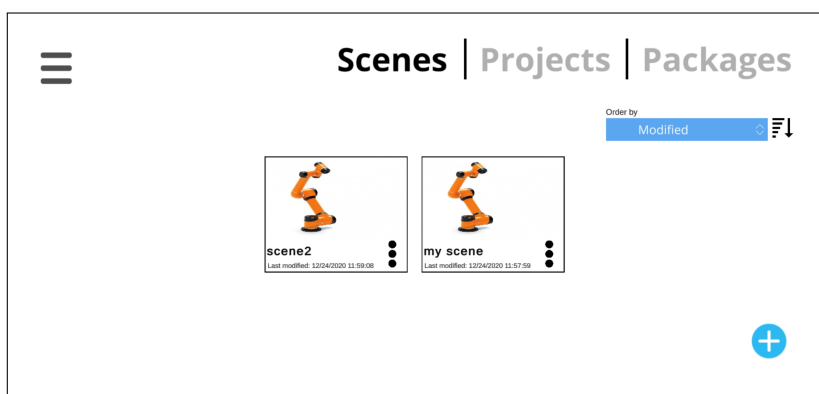 Scenes | Projects | Packages
Order by
Modified
scene2
Last modified: 12/24/2020 11:59:08
my scene
Last modified: 12/24/2020 11:57:59